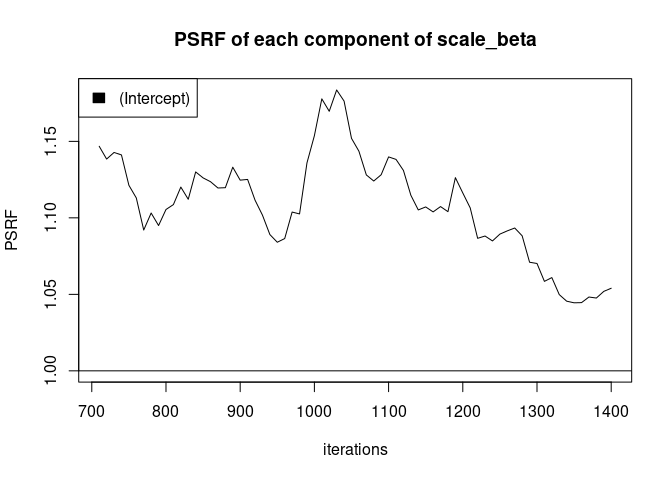 PSRF of each component of scale_beta
(Intercept)
PSRF
1.15
1.10
1.05
1.00
700 800 900 1000 1100 1200 1300 1400
iterations